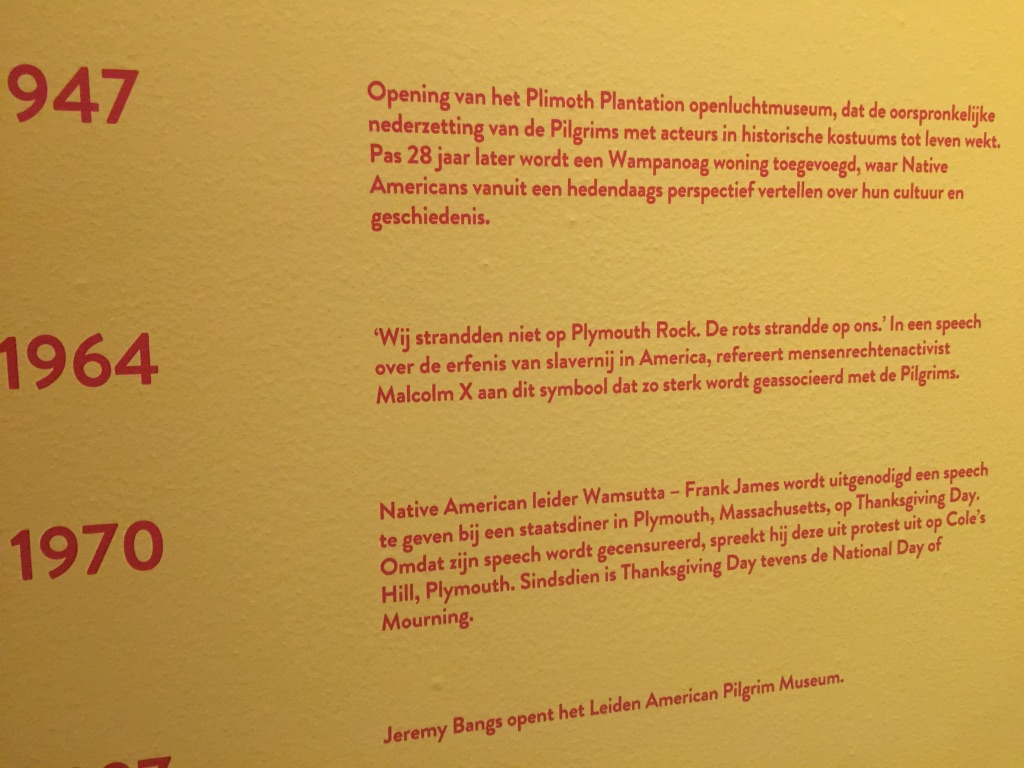 947
Opening van het Plimoth Plantation openluchtmuseum, dat de oorspronkelijke
nederzetting van de Pilgrims met acteurs in historische kostuums tot leven wekt.
Pas 28 jaar later wordt een Wampanoag woning toegevoegd, waar Native
Americans vanuit een hedendaags perspectief vertellen over hun cultuur en
geschiedenis.
1964
‘Wij strandden niet op Plymouth Rock. De rots strandde op ons.’ In een speech
over de erfenis van slavernij in America, refereert mensenrechtenactivist
Malcolm X aan dit symbool dat zo sterk wordt geassocieerd met de Pilgrims.
1970
Native American leider Wamsutta – Frank James wordt uitgenodigd een speech
te geven bij een staatsdiner in Plymouth, Massachusetts, op Thanksgiving Day.
Omdat zijn speech wordt gecensureerd, spreekt hij deze uit protest uit op Cole’s
Hill, Plymouth. Sindsdien is Thanksgiving Day tevens de National Day of
Mourning.
Jeremy Bangs opent het Leiden American Pilgrim Museum.